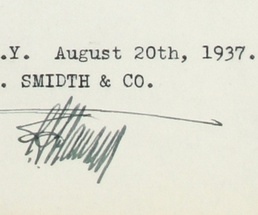 .Y. August 20th, 1937.
. SMIDTH & CO.